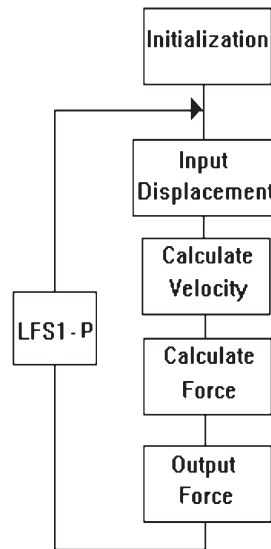 Initialization
Input
Displacement
Calculate
Velocity
LFS1 - P
Calculate
Force
Output
Force